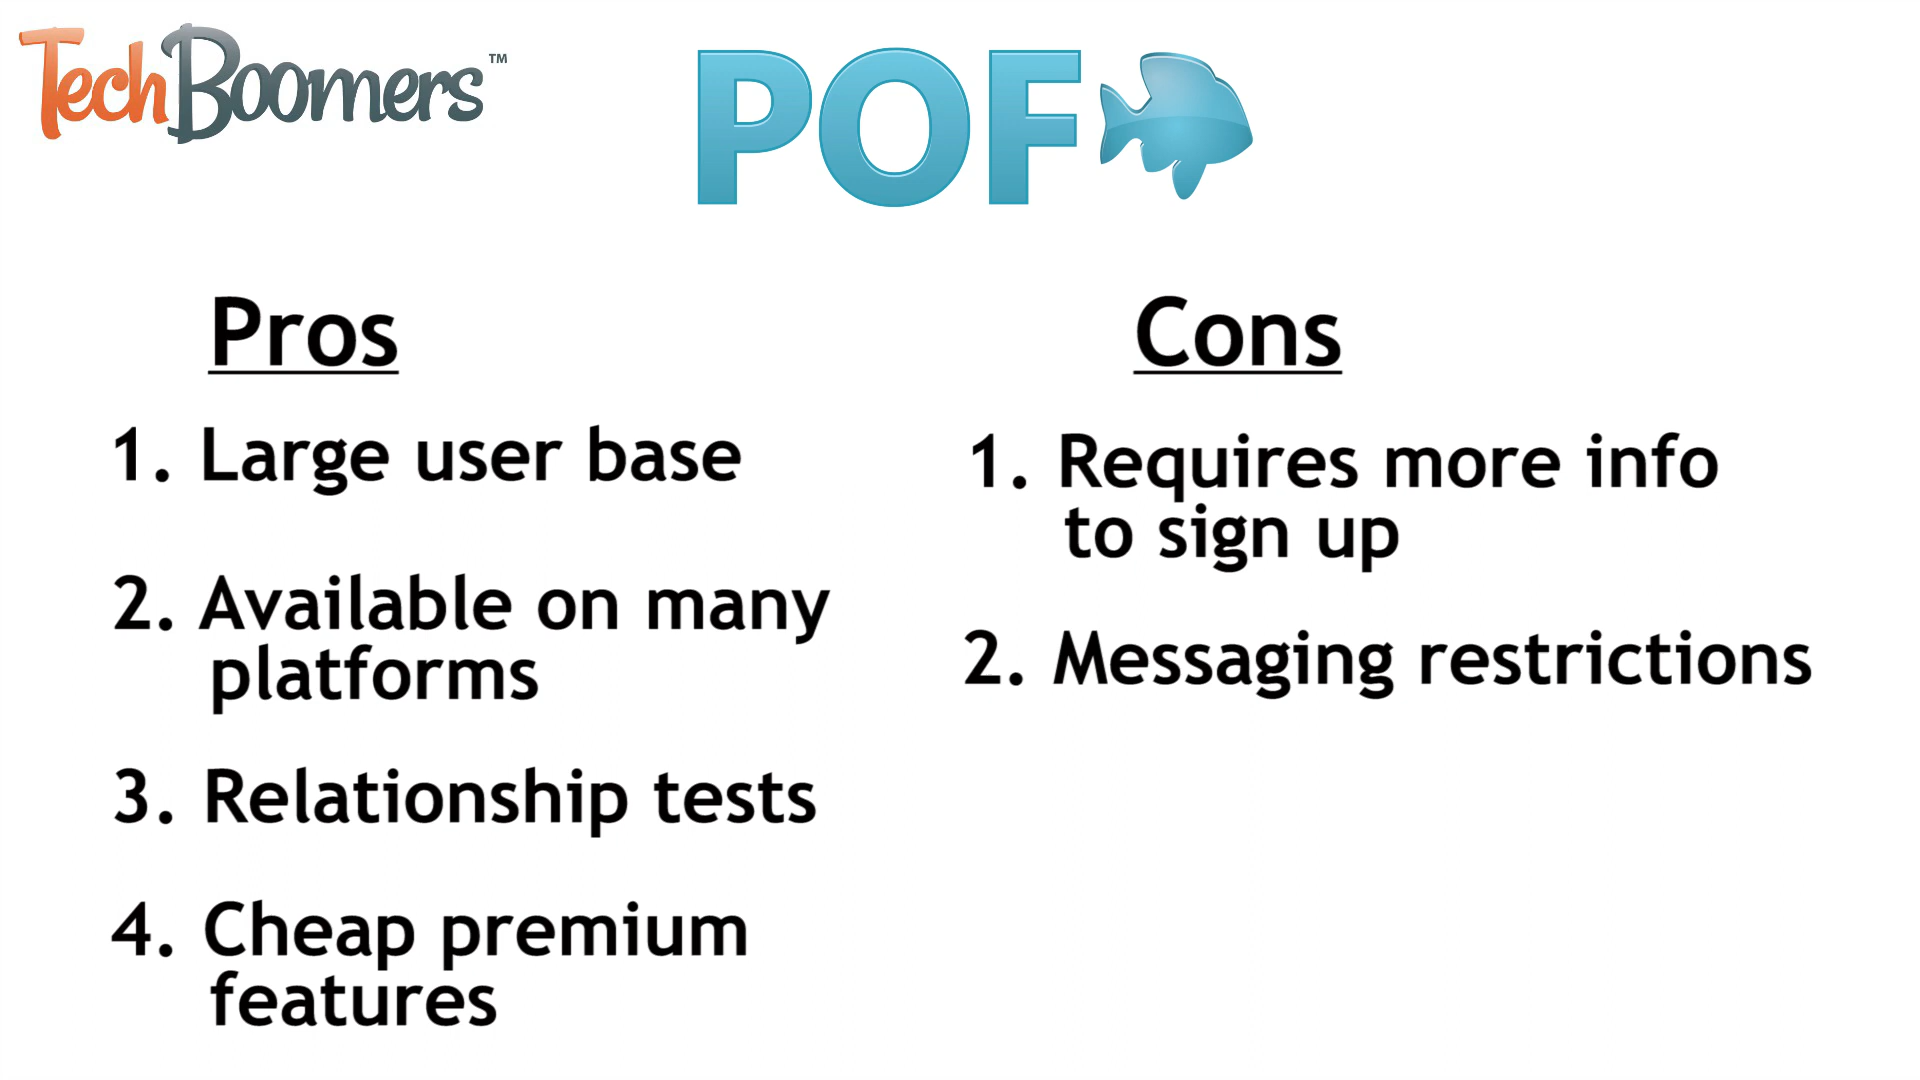 TechBoomers™
POF
Pros
1. Large user base
2. Available on many
platforms
3. Relationship tests
4. Cheap premium
features
Cons
1. Requires more info
to sign up
2. Messaging restrictions